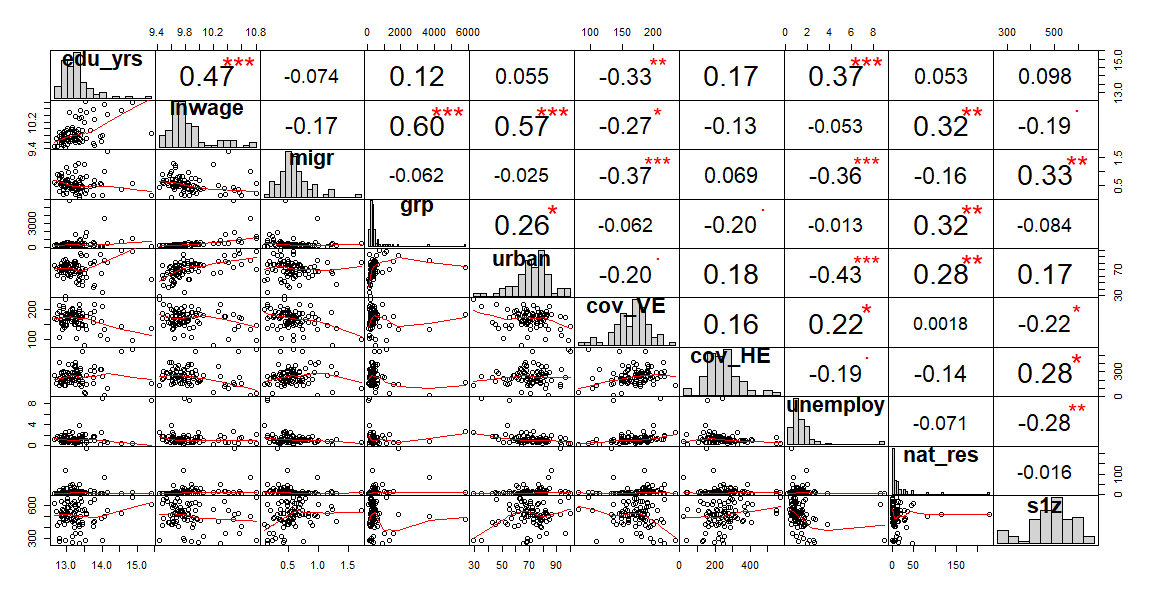 9.4 9.8 10.2 10.8 0 2000 4000 6000 100 150 200 0 2 4 6 8 300 500
edu_yrs 0.47*** -0.074 0.12 0.055 -0.33** 0.17 0.37*** 0.053 0.098 13.0 15.0
9.4 10.2 lnwage -0.17 0.60*** 0.57*** -0.27* -0.13 -0.053 0.32** -0.19.
migr -0.062 -0.025 -0.37*** 0.069 -0.36*** -0.16 0.33** 0.5 1.5
0 3000 grp 0.26* -0.062 -0.20. -0.013 0.32** -0.084
urban -0.20. 0.18 -0.43*** 0.28** 0.17 30 70
100 200 cov_VE 0.16 0.22* 0.0018 -0.22*
cov_HE -0.19. -0.14 0.28* 0 300
0 4 8 unemploy -0.071 -0.28**
nat_res -0.016 0 100
300 600 s1z
13.0 14.0 15.0 0.5 1.0 1.5 30 50 70 90 0 200 400 0 50 150